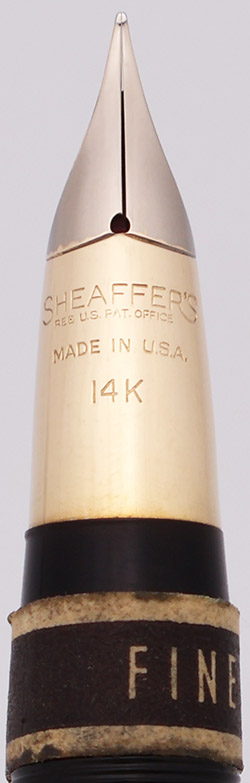 SHEAFFER'S
REG U.S. PAT. OFFICE
MADE IN U.S.A.
14K
FINE